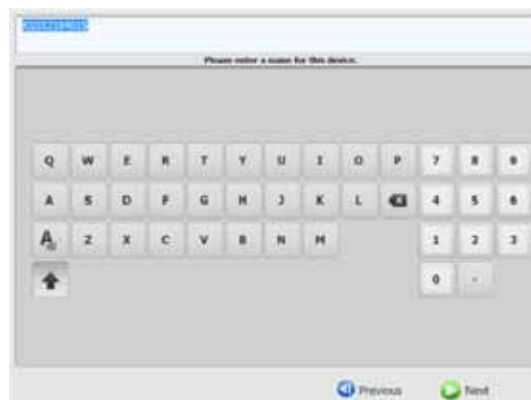 Please enter a name for this device.
Q W E R T Y U I O P 7 8 9
A S D F G H J K L 4 5 6
A Z X C V B N M 1 2 3
0 -
Previous Next